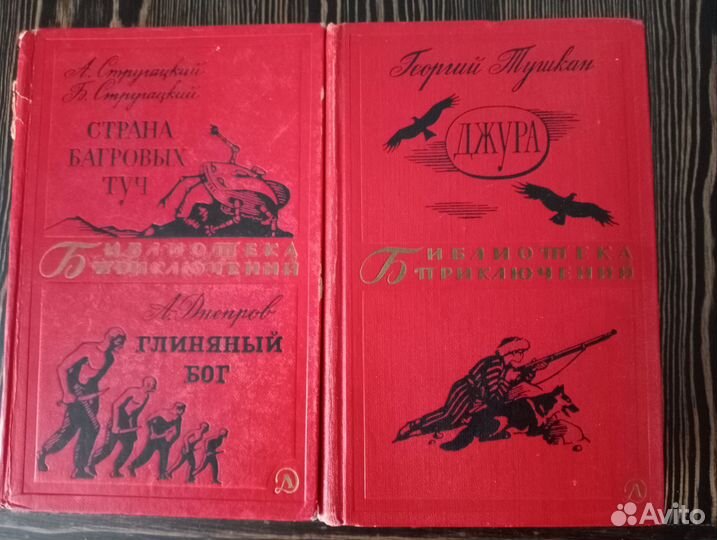 А. Стругацкий
Б. Стругацкий
СТРАНА
БАГРОВЫХ
ТУЧ
БИБЛИОТЕКА
ПРИКЛЮЧЕНИЙ
А. Днепров
ГЛИНЯНЫЙ
БОГ
Георгий Тушкан
ДЖУРА
БИБЛИОТЕКА
ПРИКЛЮЧЕНИЙ
Avito